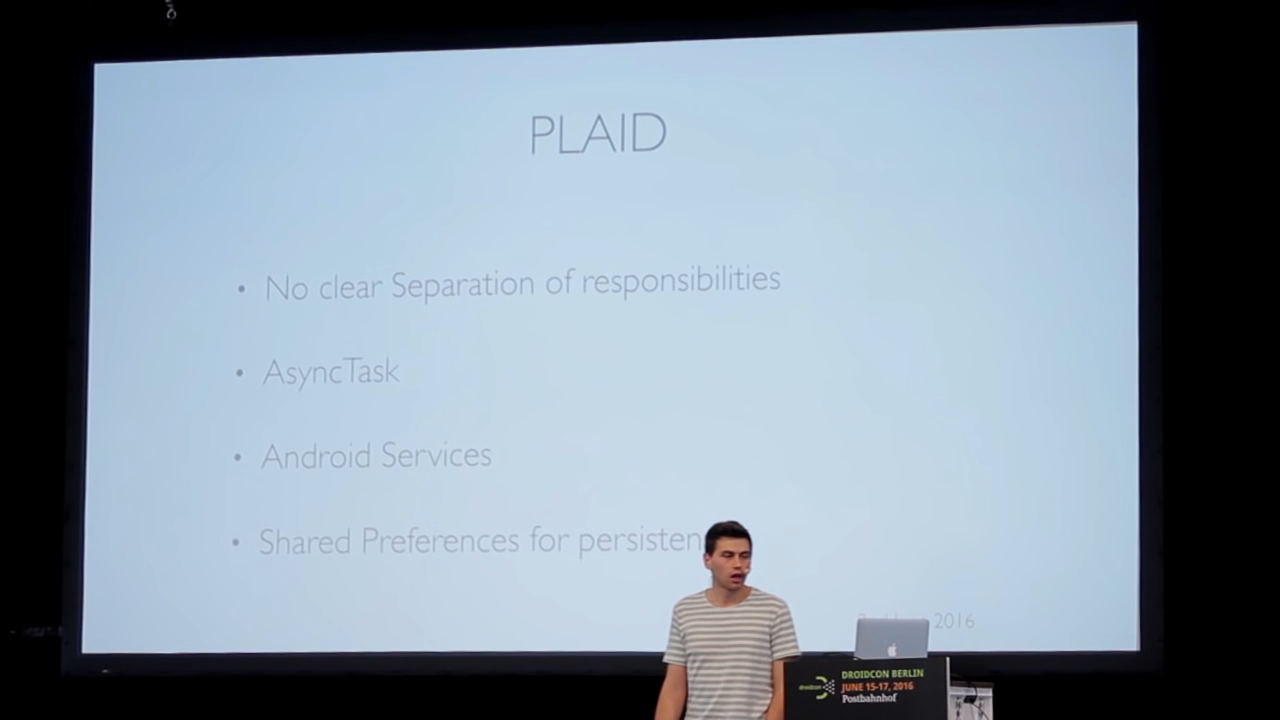 PLAID
• No clear Separation of responsibilities
• AsyncTask
• Android Services
• Shared Preferences for
2016
droidcon
DROIDCON BERLIN
JUNE 15-17, 2016
Postbahnhof